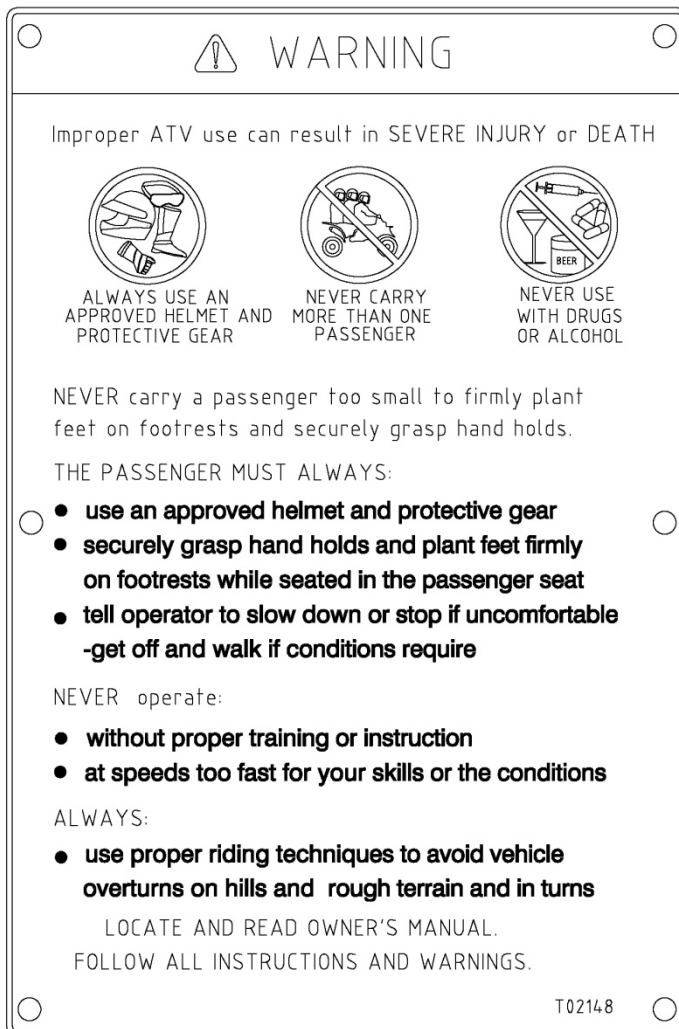 WARNING
Improper ATV use can result in SEVERE INJURY or DEATH
BEER
ALWAYS USE AN
APPROVED HELMET AND
PROTECTIVE GEAR
NEVER CARRY
MORE THAN ONE
PASSENGER
NEVER USE
WITH DRUGS
OR ALCOHOL
NEVER carry a passenger too small to firmly plant
feet on footrests and securely grasp hand holds.
THE PASSENGER MUST ALWAYS:
● use an approved helmet and protective gear
● securely grasp hand holds and plant feet firmly
on footrests while seated in the passenger seat
● tell operator to slow down or stop if uncomfortable
-get off and walk if conditions require
NEVER operate:
● without proper training or instruction
● at speeds too fast for your skills or the conditions
ALWAYS:
● use proper riding techniques to avoid vehicle
overturns on hills and rough terrain and in turns
LOCATE AND READ OWNER'S MANUAL.
FOLLOW ALL INSTRUCTIONS AND WARNINGS.
T02148